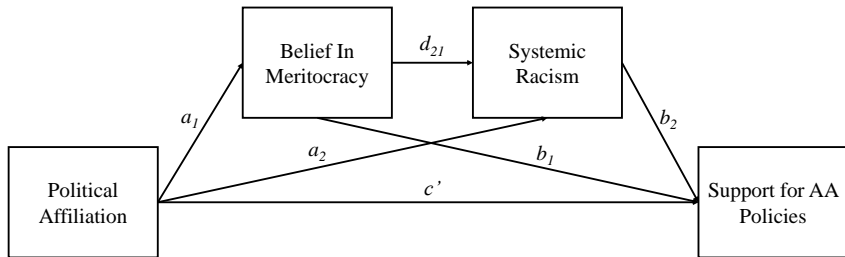 Belief In
Meritocracy
d21
Systemic
Racism
a1
a2
b1
b2
Political
Affiliation
c’
Support for AA
Policies